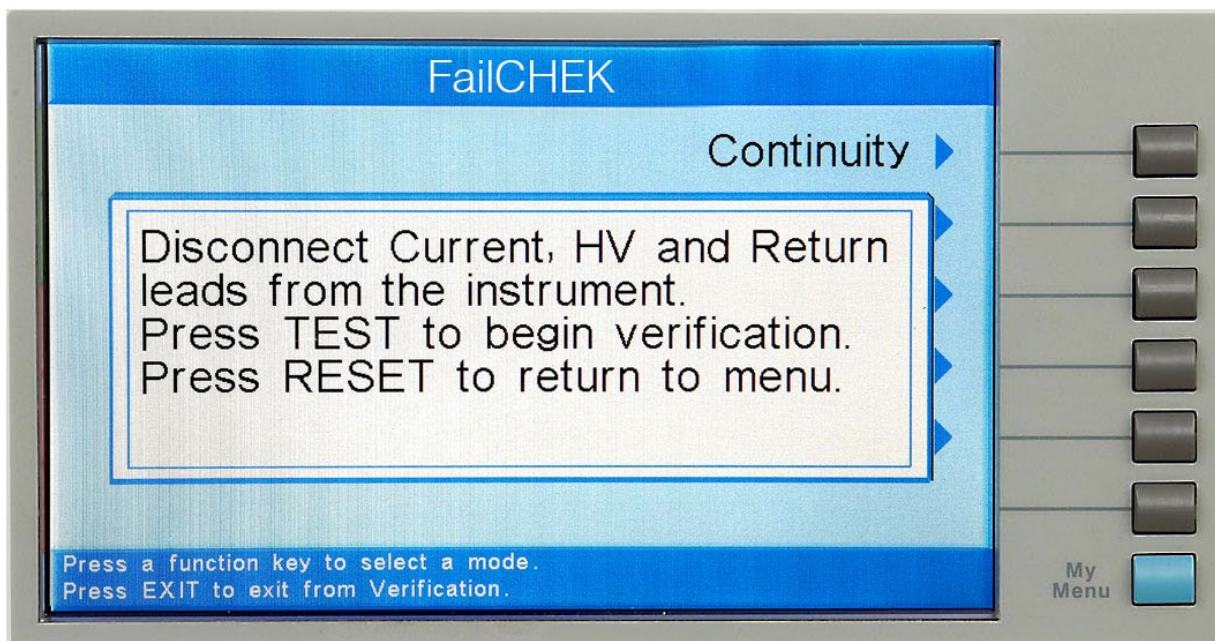 FailCHEK
Continuity
Disconnect Current, HV and Return
leads from the instrument.
Press TEST to begin verification.
Press RESET to return to menu.
Press a function key to select a mode.
Press EXIT to exit from Verification.
My
Menu